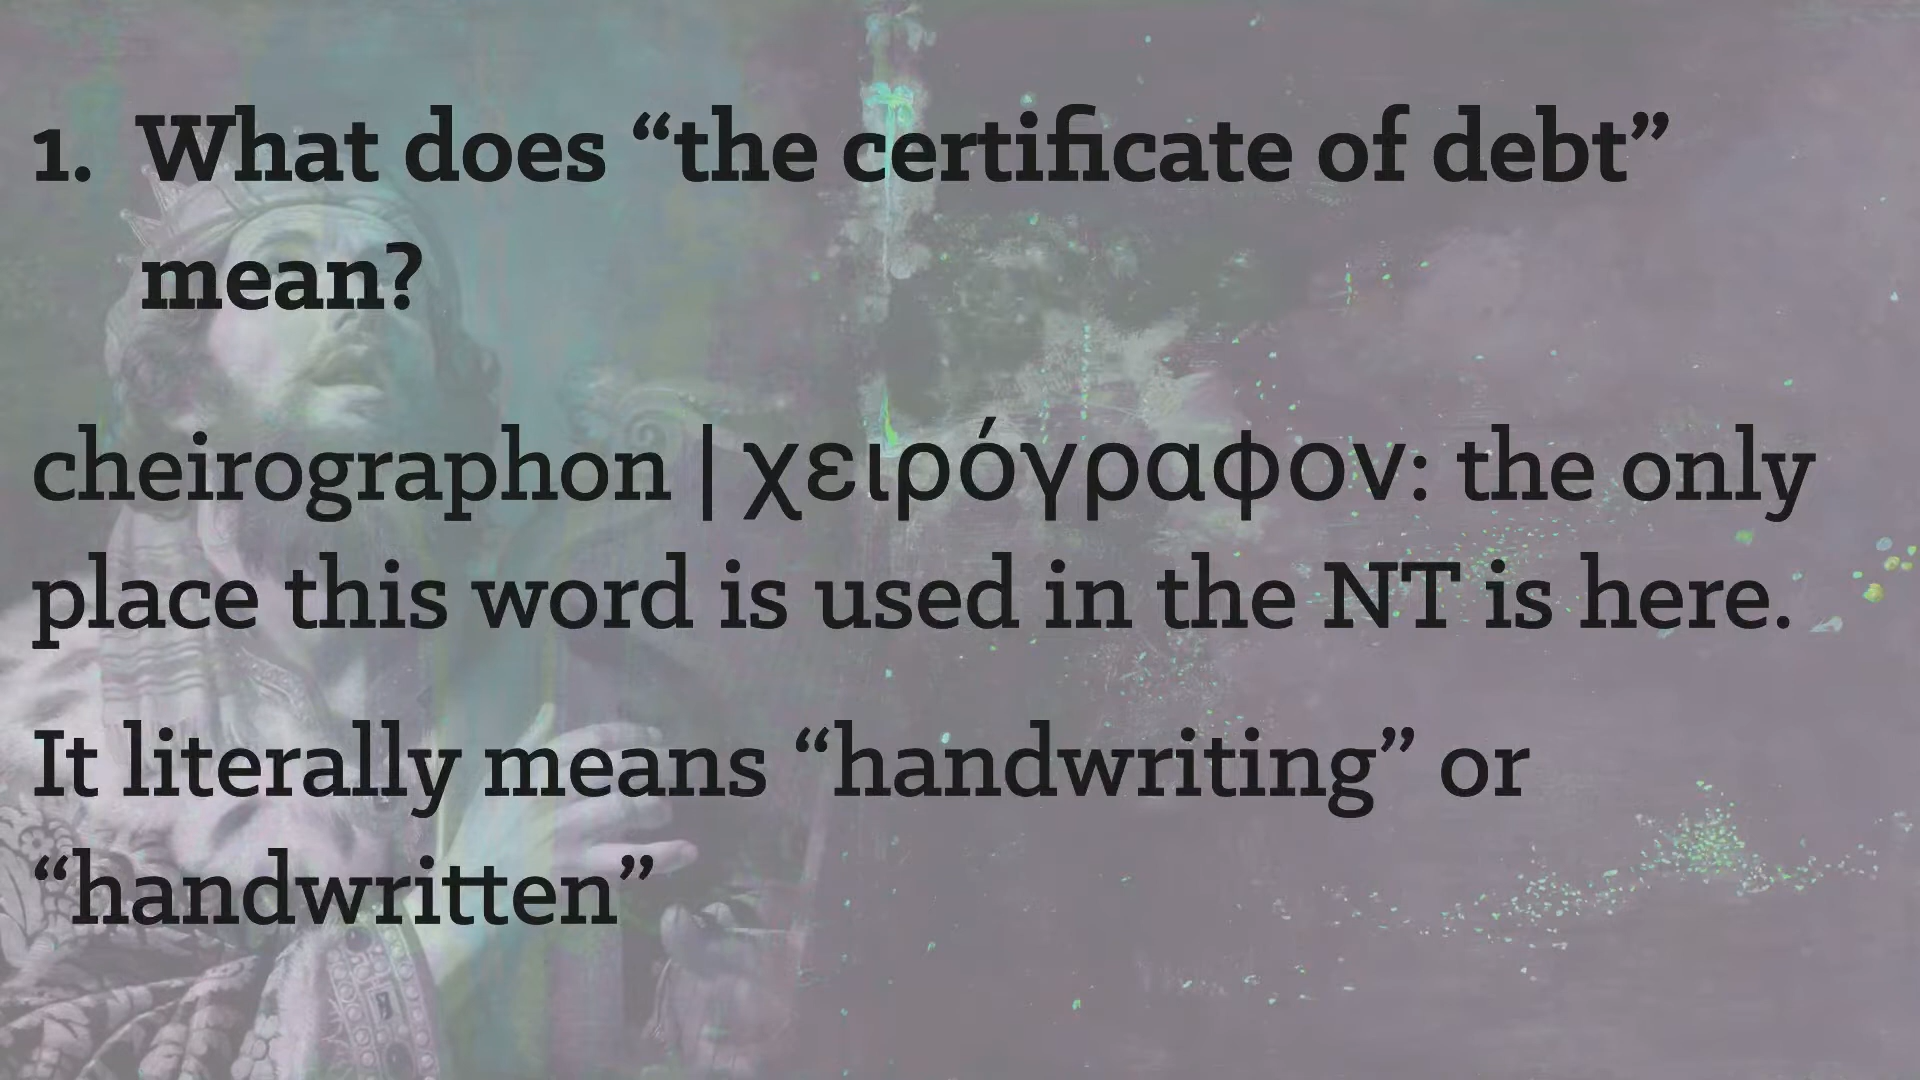 1. What does “the certificate of debt”
mean?
cheirographon | χειρόγραφον: the only
place this word is used in the NT is here.
It literally means “handwriting” or
“handwritten”